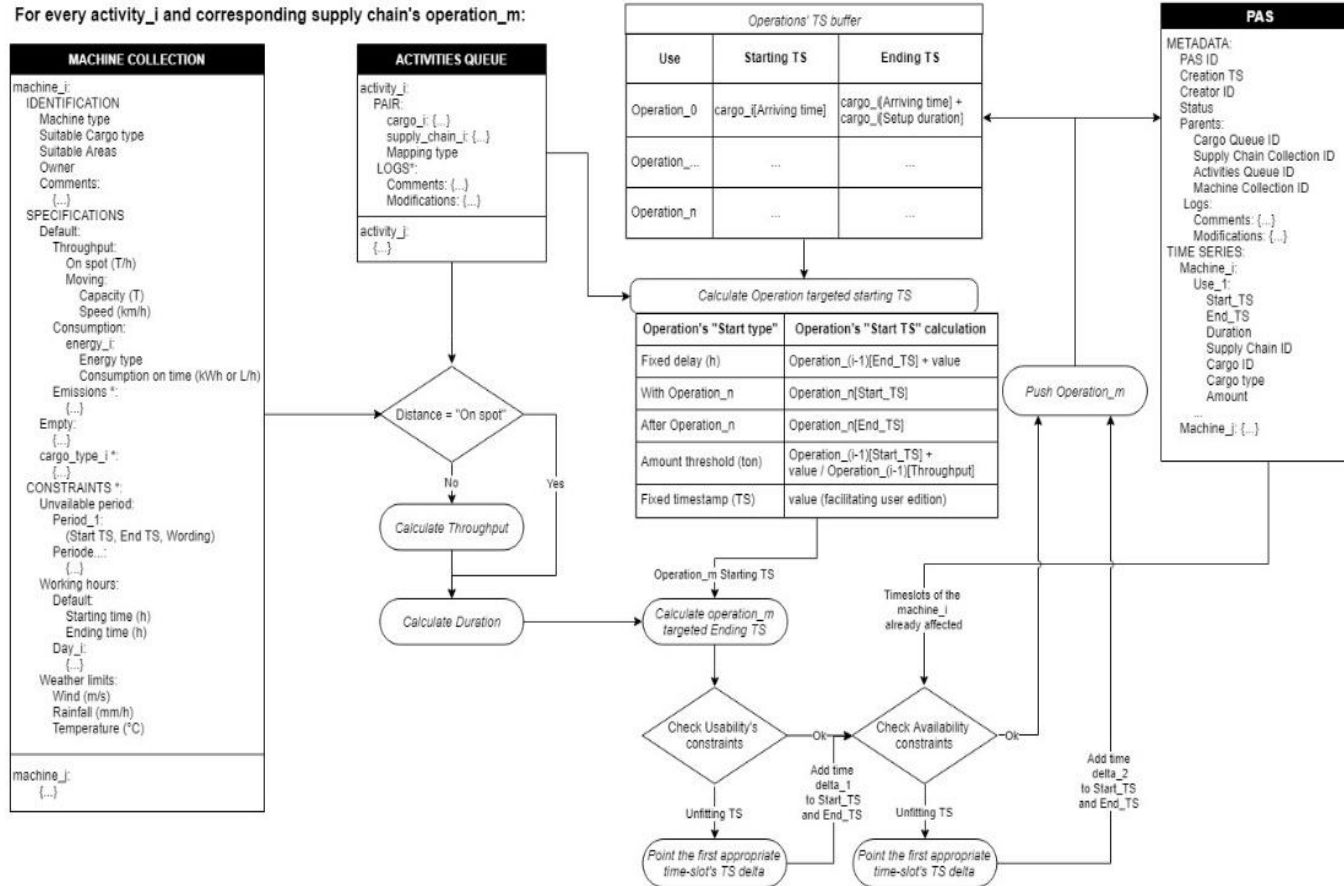 For every activity_i and corresponding supply chain's operation_m:
MACHINE COLLECTION
machine_i:
IDENTIFICATION
Machine type
Suitable Cargo type
Suitable Areas
Owner
Comments:
{...}
SPECIFICATIONS
Default:
Throughput:
On spot (T/h)
Moving:
Capacity (T)
Speed (km/h)
Consumption:
energy_i:
Energy type
Consumption on time (kWh or L/h)
Emissions *:
{...}
Empty:
{...}
cargo_type_i *:
{...}
CONSTRAINTS *:
Unvailable period:
Period_1:
(Start TS, End TS, Wording)
Periode...:
{...}
Working hours:
Default:
Starting time (h)
Ending time (h)
Day_i:
{...}
Weather limits:
Wind (m/s)
Rainfall (mm/h)
Temperature (°C)
machine_j:
{...}
ACTIVITIES QUEUE
activity_i:
PAIR:
cargo_i: {...}
supply_chain_i: {...}
Mapping type
LOGS*:
Comments: {...}
Modifications: {...}
activity_j:
{...}
Distance = "On spot"
No
Yes
Calculate Throughput
Calculate Duration
Operations' TS buffer
Use
Starting TS
Ending TS
Operation_0
cargo_i[Arriving time]
cargo_i[Arriving time] +
cargo_i[Setup duration]
Operation_...
...
...
Operation_n
...
...
Calculate Operation targeted starting TS
Operation's "Start type"
Operation's "Start TS" calculation
Fixed delay (h)
Operation_(i-1)[End_TS] + value
With Operation_n
Operation_n[Start_TS]
After Operation_n
Operation_n[End_TS]
Amount threshold (ton)
Operation_(i-1)[Start_TS] +
value / Operation_(i-1)[Throughput]
Fixed timestamp (TS)
value (facilitating user edition)
Operation_m Starting TS
Calculate operation_m
targeted Ending TS
Check Usability's
constraints
Ok
Unfitting TS
Point the first appropriate
time-slot's TS delta
Add time
delta_1
to Start_TS
and End_TS
Timeslots of the
machine_i
already affected
Check Availability
constraints
Ok
Unfitting TS
Point the first appropriate
time-slot's TS delta
Add time
delta_2
to Start_TS
and End_TS
Push Operation_m
PAS
METADATA:
PAS ID
Creation TS
Creator ID
Status
Parents:
Cargo Queue ID
Supply Chain Collection ID
Activities Queue ID
Machine Collection ID
Logs:
Comments: {...}
Modifications: {...}
TIME SERIES:
Machine_i:
Use_1:
Start_TS
End_TS
Duration
Supply Chain ID
Cargo ID
Cargo type
Amount
...
Machine_j: {...}